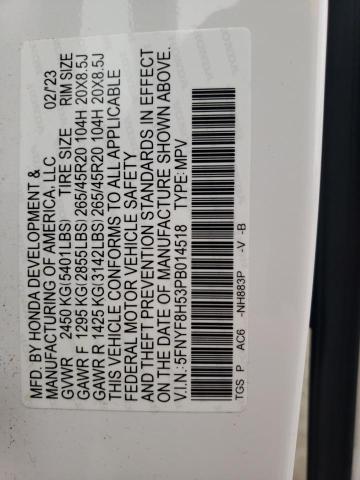 MFD. BY HONDA DEVELOPMENT &
MANUFACTURING OF AMERICA, LLC. 02/'23
GVWR 2450 KG(5401LBS) TIRE SIZE RIM SIZE
GAWR F 1295 KG(2855LBS)265/45R20 104H 20X8.5J
GAWR R 1425 KG(3142LBS)265/45R20 104H 20X8.5J
THIS VEHICLE CONFORMS TO ALL APPLICABLE
FEDERAL MOTOR VEHICLE SAFETY
AND THEFT PREVENTION STANDARDS IN EFFECT
ON THE DATE OF MANUFACTURE SHOWN ABOVE.
V.I.N.:5FNYF8H53PB014518 TYPE:MPV
TGS P AC6 -NH883P -V -B